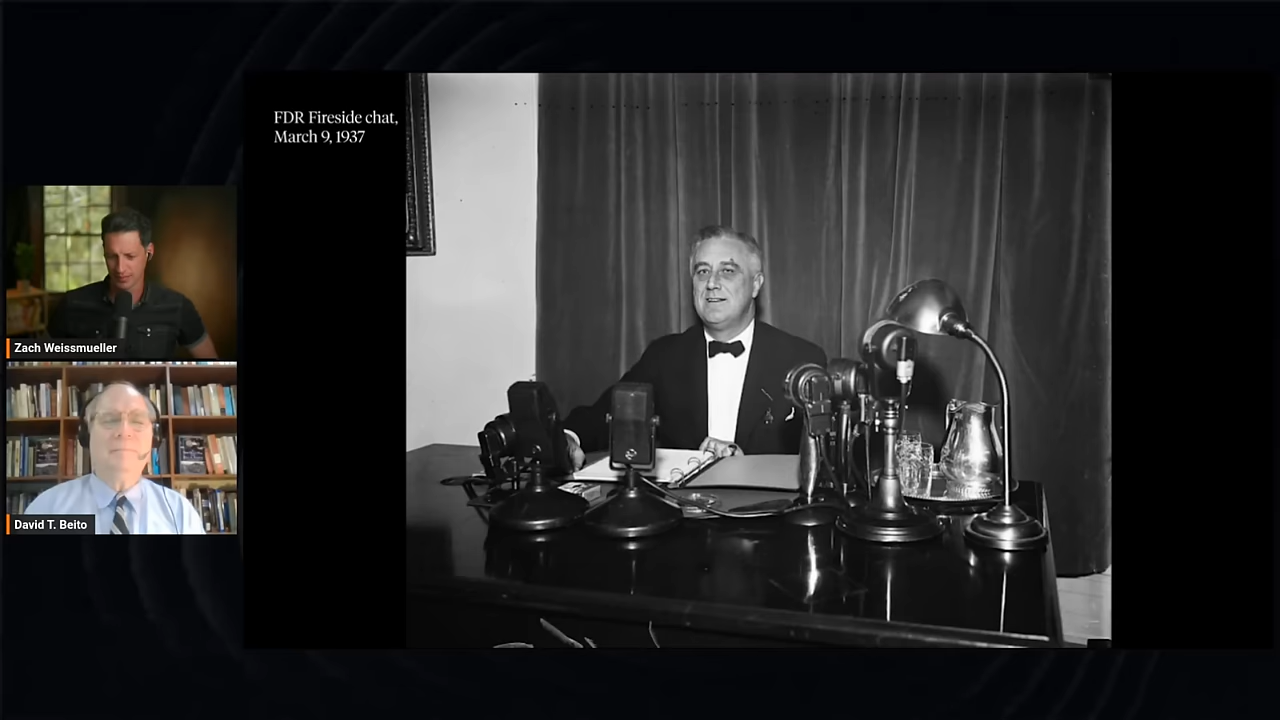 FDR Fireside chat,
March 9, 1937
Zach Weissmueller
David T. Beito